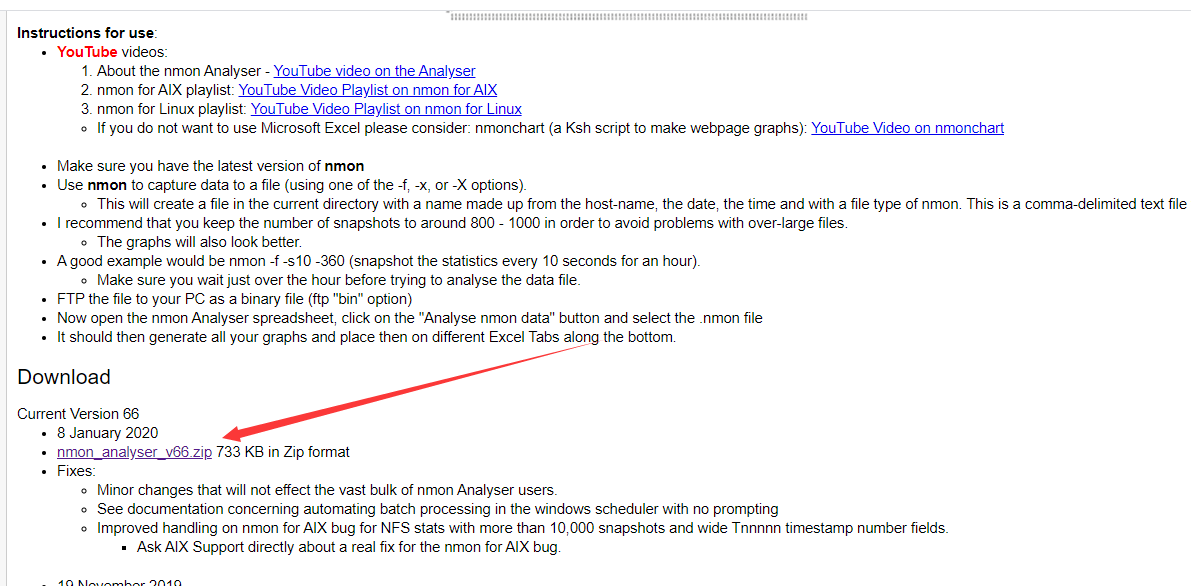 Instructions for use:
YouTube videos:
1. About the nmon Analyser - YouTube video on the Analyser
2. nmon for AIX playlist: YouTube Video Playlist on nmon for AIX
3. nmon for Linux playlist: YouTube Video Playlist on nmon for Linux
If you do not want to use Microsoft Excel please consider: nmonchart (a Ksh script to make webpage graphs): YouTube Video on nmonchart
Make sure you have the latest version of nmon
Use nmon to capture data to a file (using one of the -f, -x, or -X options).
This will create a file in the current directory with a name made up from the host-name, the date, the time and with a file type of nmon. This is a comma-delimited text file
I recommend that you keep the number of snapshots to around 800 - 1000 in order to avoid problems with over-large files.
The graphs will also look better.
A good example would be nmon -f -s10 -360 (snapshot the statistics every 10 seconds for an hour).
Make sure you wait just over the hour before trying to analyse the data file.
FTP the file to your PC as a binary file (ftp "bin" option)
Now open the nmon Analyser spreadsheet, click on the "Analyse nmon data" button and select the .nmon file
It should then generate all your graphs and place then on different Excel Tabs along the bottom.
Download
Current Version 66
8 January 2020
nmon_analyser_v66.zip 733 KB in Zip format
Fixes:
Minor changes that will not effect the vast bulk of nmon Analyser users.
See documentation concerning automating batch processing in the windows scheduler with no prompting
Improved handling on nmon for AIX bug for NFS stats with more than 10,000 snapshots and wide Tnnnnn timestamp number fields.
Ask AIX Support directly about a real fix for the nmon for AIX bug.
19 November 2019